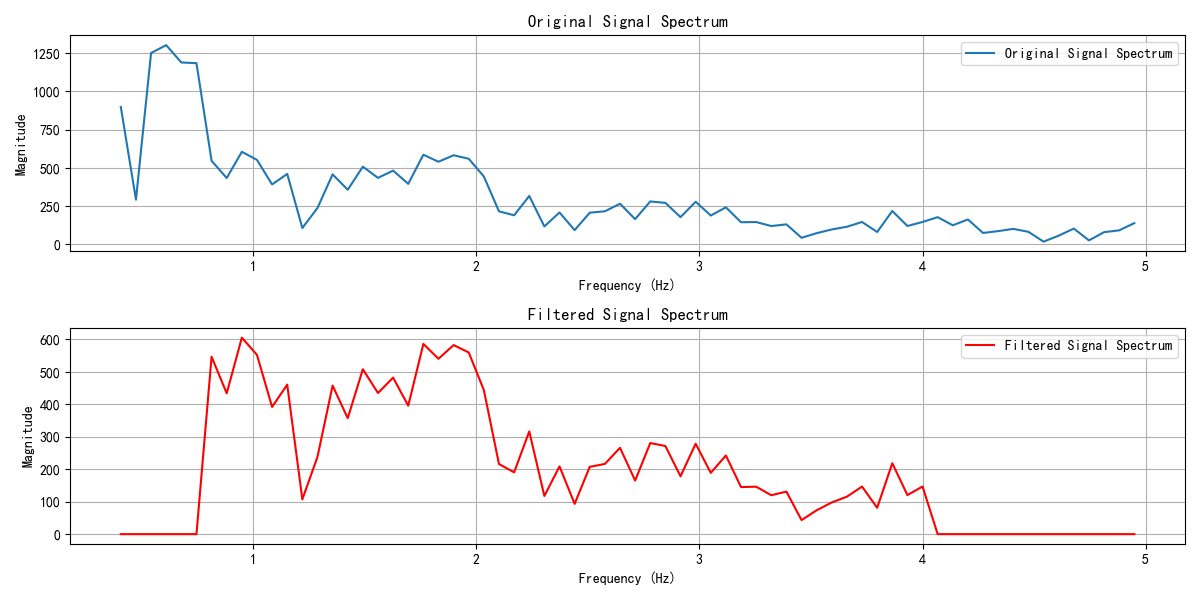 Original Signal Spectrum
Original Signal Spectrum
1250
1000
750
500
250
0
Magnitude
1 2 3 4 5
Frequency (Hz)
Filtered Signal Spectrum
Filtered Signal Spectrum
600
500
400
300
200
100
0
Magnitude
1 2 3 4 5
Frequency (Hz)